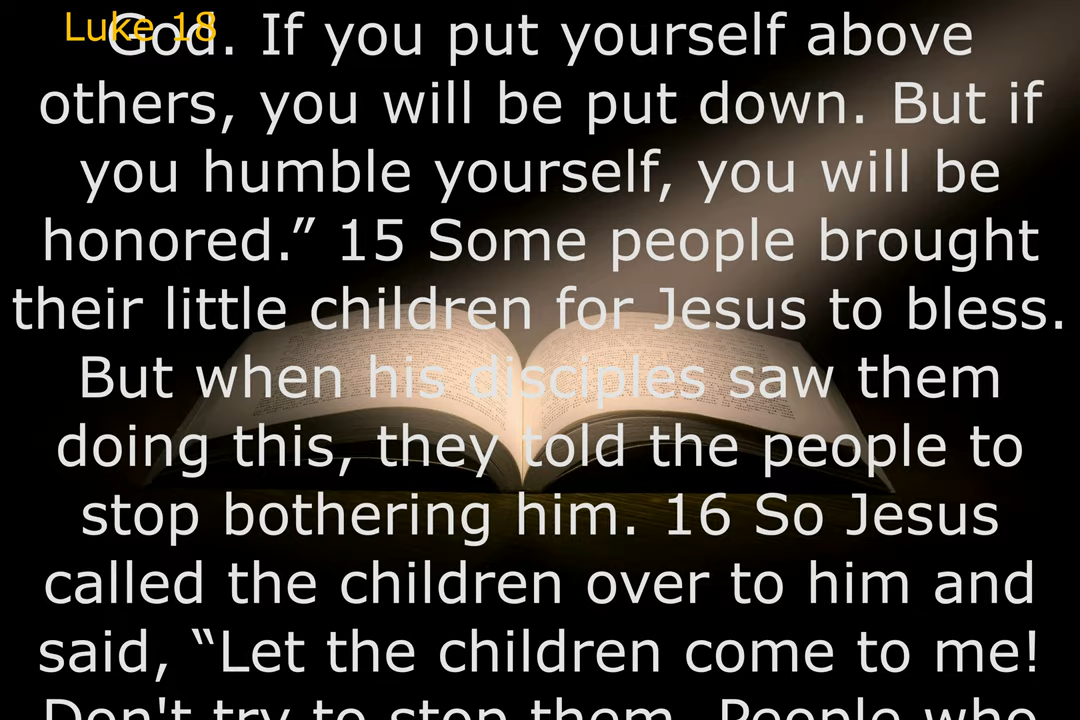 Luke 18
God. If you put yourself above
others, you will be put down. But if
you humble yourself, you will be
honored.” 15 Some people brought
their little children for Jesus to bless.
But when his disciples saw them
doing this, they told the people to
stop bothering him. 16 So Jesus
called the children over to him and
said, “Let the children come to me!
Don't try to stop them. People who